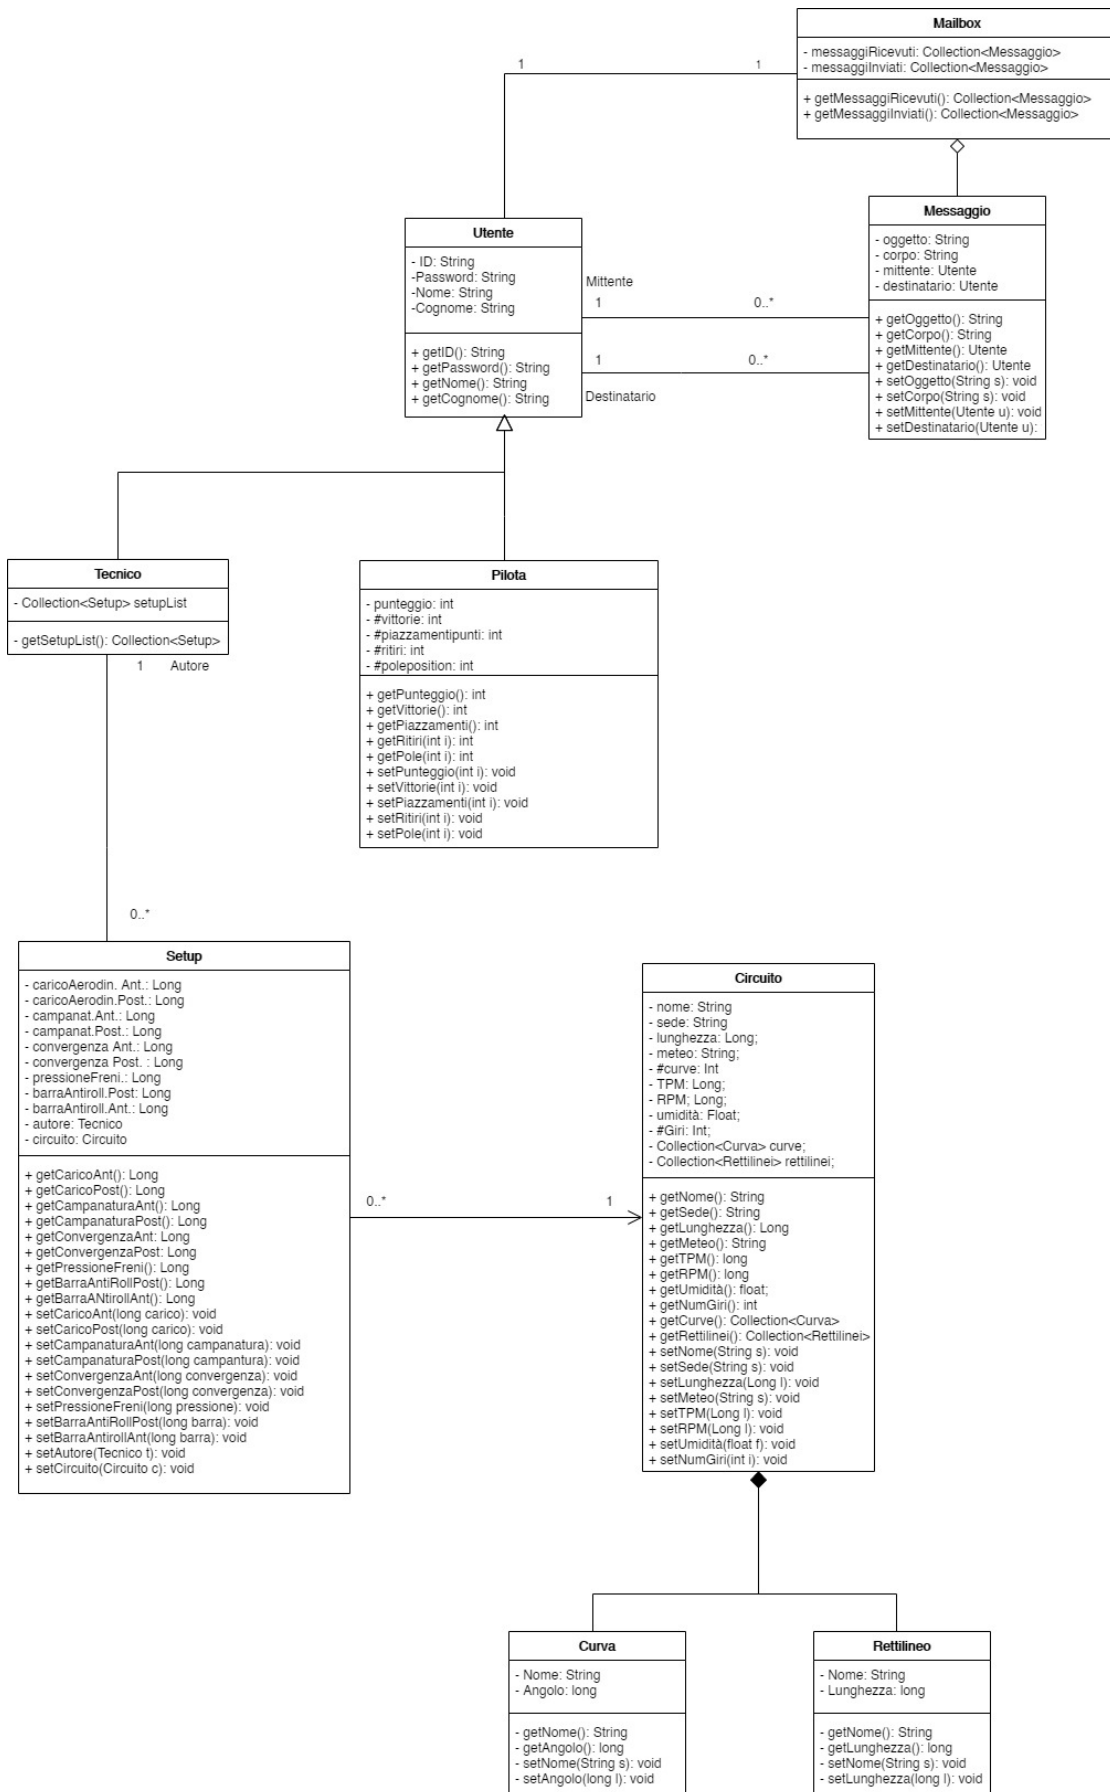 Mailbox
- messaggiRicevuti: Collection<Messaggio>
- messaggiInviati: Collection<Messaggio>
+ getMessaggiRicevuti(): Collection<Messaggio>
+ getMessaggiInviati(): Collection<Messaggio>
1
1
Messaggio
- oggetto: String
- corpo: String
- mittente: Utente
- destinatario: Utente
+ getOggetto(): String
+ getCorpo(): String
+ getMittente(): Utente
+ getDestinatario(): Utente
+ setOggetto(String s): void
+ setCorpo(String s): void
+ setMittente(Utente u): void
+ setDestinatario(Utente u):
Utente
- ID: String
-Password: String
-Nome: String
-Cognome: String
+ getID(): String
+ getPassword(): String
+ getNome(): String
+ getCognome(): String
Mittente
1
0..*
1
0..*
Destinatario
Tecnico
- Collection<Setup> setupList
- getSetupList(): Collection<Setup>
1 Autore
0..*
Pilota
- punteggio: int
- #vittorie: int
- #piazzamentipunti: int
- #ritiri: int
- #poleposition: int
+ getPunteggio(): int
+ getVittorie(): int
+ getPiazzamenti(): int
+ getRitiri(int i): int
+ getPole(int i): int
+ setPunteggio(int i): void
+ setVittorie(int i): void
+ setPiazzamenti(int i): void
+ setRitiri(int i): void
+ setPole(int i): void
Setup
- caricoAerodin. Ant.: Long
- caricoAerodin.Post.: Long
- campanat.Ant.: Long
- campanat.Post.: Long
- convergenza Ant.: Long
- convergenza Post. : Long
- pressioneFreni.: Long
- barraAntiroll.Post: Long
- barraAntiroll.Ant.: Long
- autore: Tecnico
- circuito: Circuito
+ getCaricoAnt(): Long
+ getCaricoPost(): Long
+ getCampanaturaAnt(): Long
+ getCampanaturaPost(): Long
+ getConvergenzaAnt: Long
+ getConvergenzaPost: Long
+ getPressioneFreni(): Long
+ getBarraAntiRollPost(): Long
+ getBarraANtirollAnt(): Long
+ setCaricoAnt(long carico): void
+ setCaricoPost(long carico): void
+ setCampanaturaAnt(long campanatura): void
+ setCampanaturaPost(long campantura): void
+ setConvergenzaAnt(long convergenza): void
+ setConvergenzaPost(long convergenza): void
+ setPressioneFreni(long pressione): void
+ setBarraAntiRollPost(long barra): void
+ setBarraAntirollAnt(long barra): void
+ setAutore(Tecnico t): void
+ setCircuito(Circuito c): void
0..*
1
Circuito
- nome: String
- sede: String
- lunghezza: Long;
- meteo: String;
- #curve: Int
- TPM: Long;
- RPM; Long;
- umidità: Float;
- #Giri: Int;
- Collection<Curva> curve;
- Collection<Rettilinei> rettilinei;
+ getNome(): String
+ getSede(): String
+ getLunghezza(): Long
+ getMeteo(): String
+ getTPM(): long
+ getRPM(): long
+ getUmidità(): float;
+ getNumGiri(): int
+ getCurve(): Collection<Curva>
+ getRettilinei(): Collection<Rettilinei>
+ setNome(String s): void
+ setSede(String s): void
+ setLunghezza(Long l): void
+ setMeteo(String s): void
+ setTPM(Long l): void
+ setRPM(Long l): void
+ setUmidità(float f): void
+ setNumGiri(int i): void
Curva
- Nome: String
- Angolo: long
- getNome(): String
- getAngolo(): long
- setNome(String s): void
- setAngolo(long l): void
Rettilineo
- Nome: String
- Lunghezza: long
- getNome(): String
- getLunghezza(): long
- setNome(String s): void
- setLunghezza(long l): void